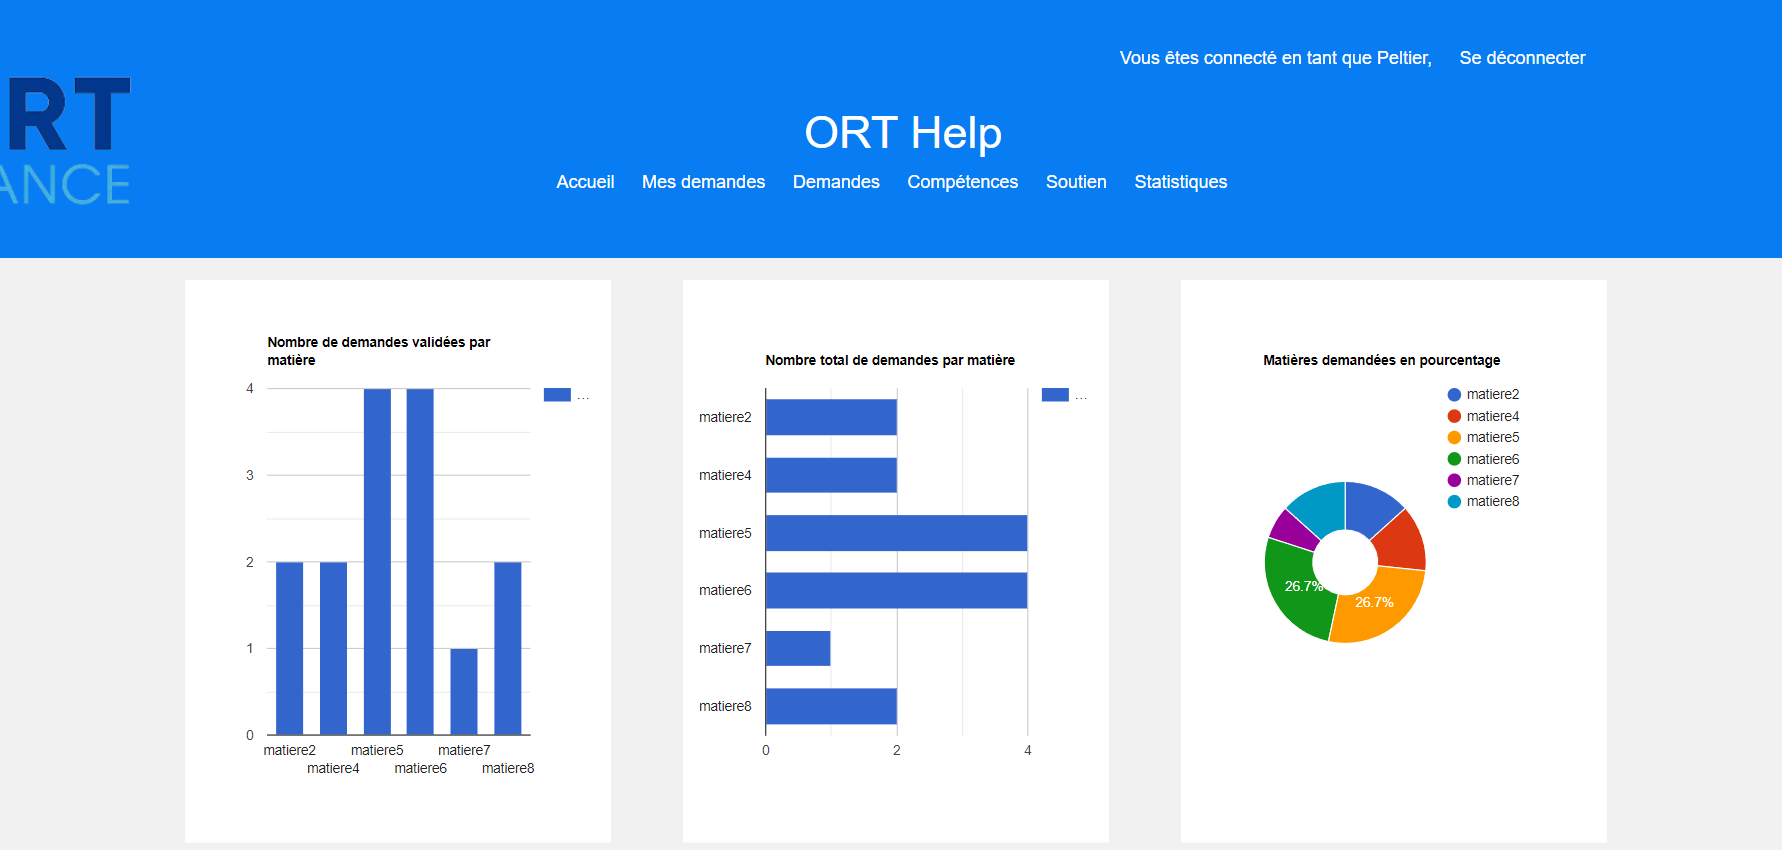 Vous êtes connecté en tant que Peltier, Se déconnecter
RT
ANCE
ORT Help
Accueil Mes demandes Demandes Compétences Soutien Statistiques
Nombre de demandes validées par
matière
4
3
2
1
0
...
matiere2
matiere4
matiere5
matiere6
matiere7
matiere8
Nombre total de demandes par matière
...
matiere2
matiere4
matiere5
matiere6
matiere7
matiere8
0 2 4
Matières demandées en pourcentage
matiere2
matiere4
matiere5
matiere6
matiere7
matiere8
26.7%
26.7%